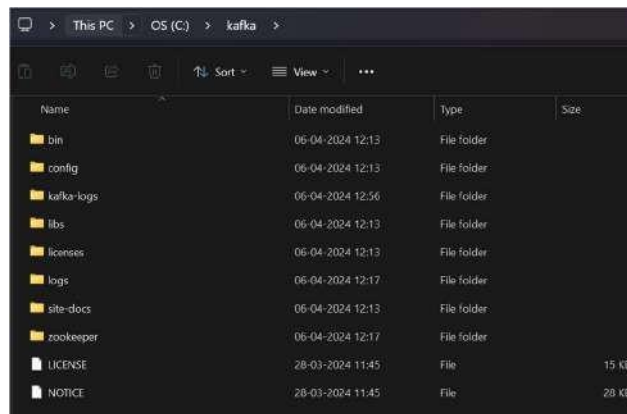 > This PC > OS (C:) > kafka >
Sort View ...
Name Date modified Type Size
bin 06-04-2024 12:13 File folder
config 06-04-2024 12:13 File folder
kafka-logs 06-04-2024 12:56 File folder
libs 06-04-2024 12:13 File folder
licenses 06-04-2024 12:13 File folder
logs 06-04-2024 12:17 File folder
site-docs 06-04-2024 12:13 File folder
zookeeper 06-04-2024 12:17 File folder
LICENSE 28-03-2024 11:45 File 15 KB
NOTICE 28-03-2024 11:45 File 28 KB